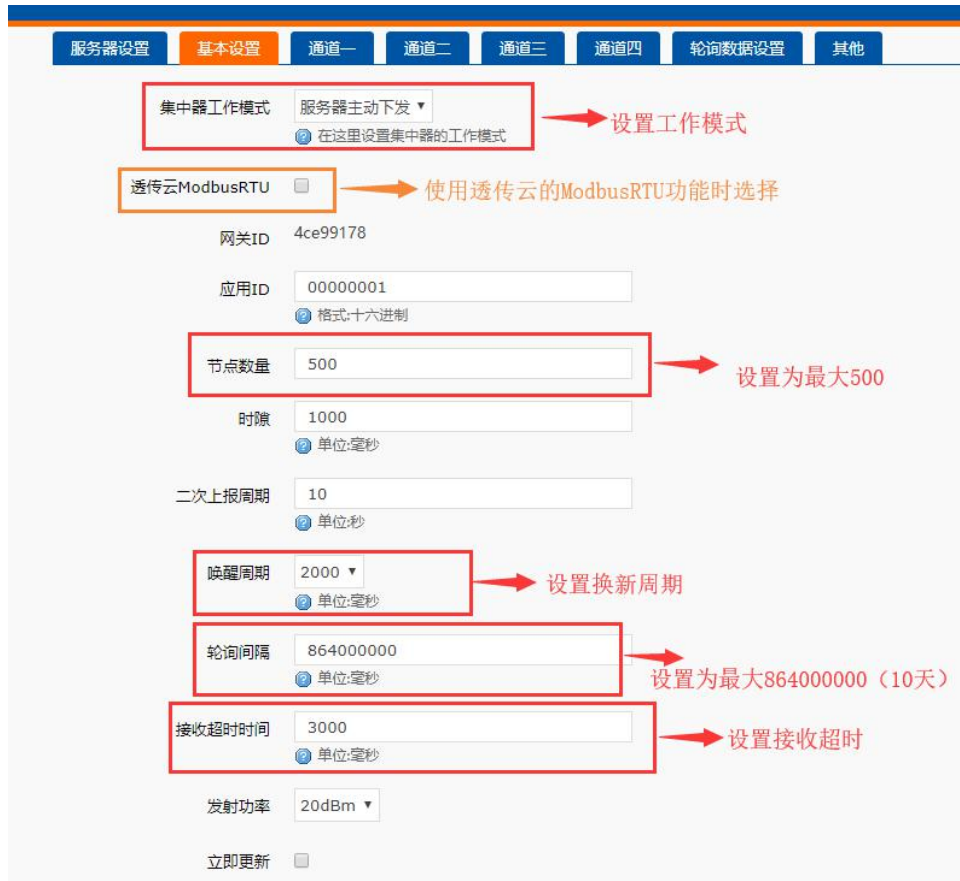 服务器设置 基本设置 通道一 通道二 通道三 通道四 轮询数据设置 其他
集中器工作模式 服务器主动下发 设置工作模式
在这里设置集中器的工作模式
透传云ModbusRTU 使用透传云的ModbusRTU功能时选择
网关ID 4ce99178
应用ID 00000001
格式:十六进制
节点数量 500 设置为最大500
时隙 1000
单位:毫秒
二次上报周期 10
单位:秒
唤醒周期 2000 设置换新周期
单位:毫秒
轮询间隔 864000000
单位:毫秒 设置为最大864000000（10天）
接收超时时间 3000 设置接收超时
单位:毫秒
发射功率 20dBm
立即更新